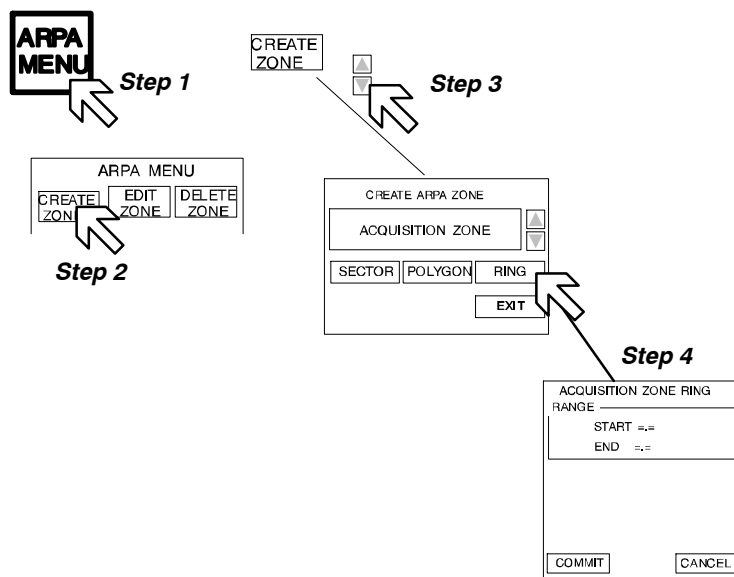 ARPA
MENU
Step 1
CREATE
ZONE
Step 3
ARPA MENU
CREATE
ZONE
EDIT
ZONE
DELETE
ZONE
Step 2
CREATE ARPA ZONE
ACQUISITION ZONE
SECTOR POLYGON RING
EXIT
Step 4
ACQUISITION ZONE RING
RANGE
START =.=
END =.=
COMMIT CANCEL